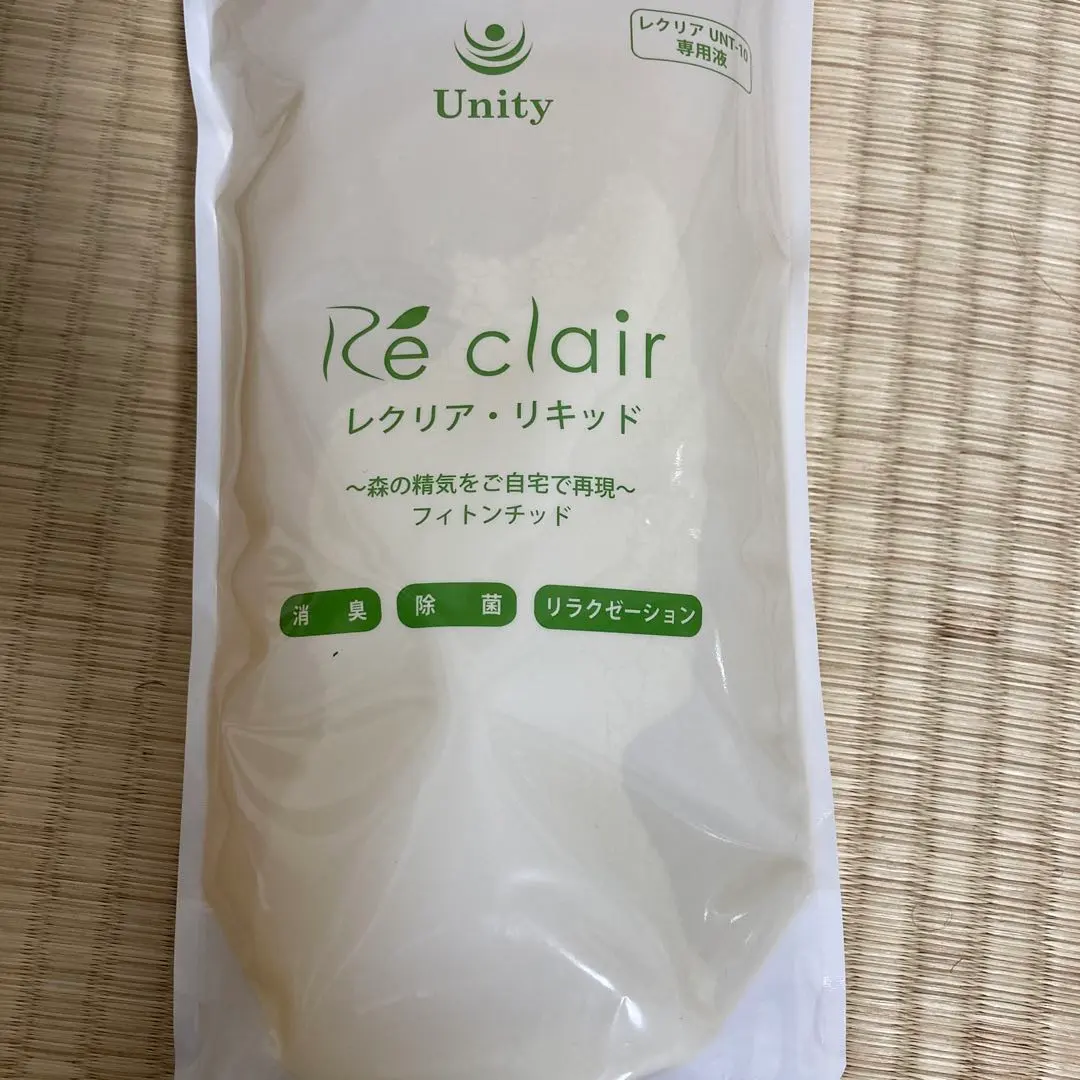 Unity
レクリア UNT-10
専用液
Ré clair
レクリア・リキッド
～森の精気をご自宅で再現～
フィトンチッド
消臭
除菌
リラクゼーション